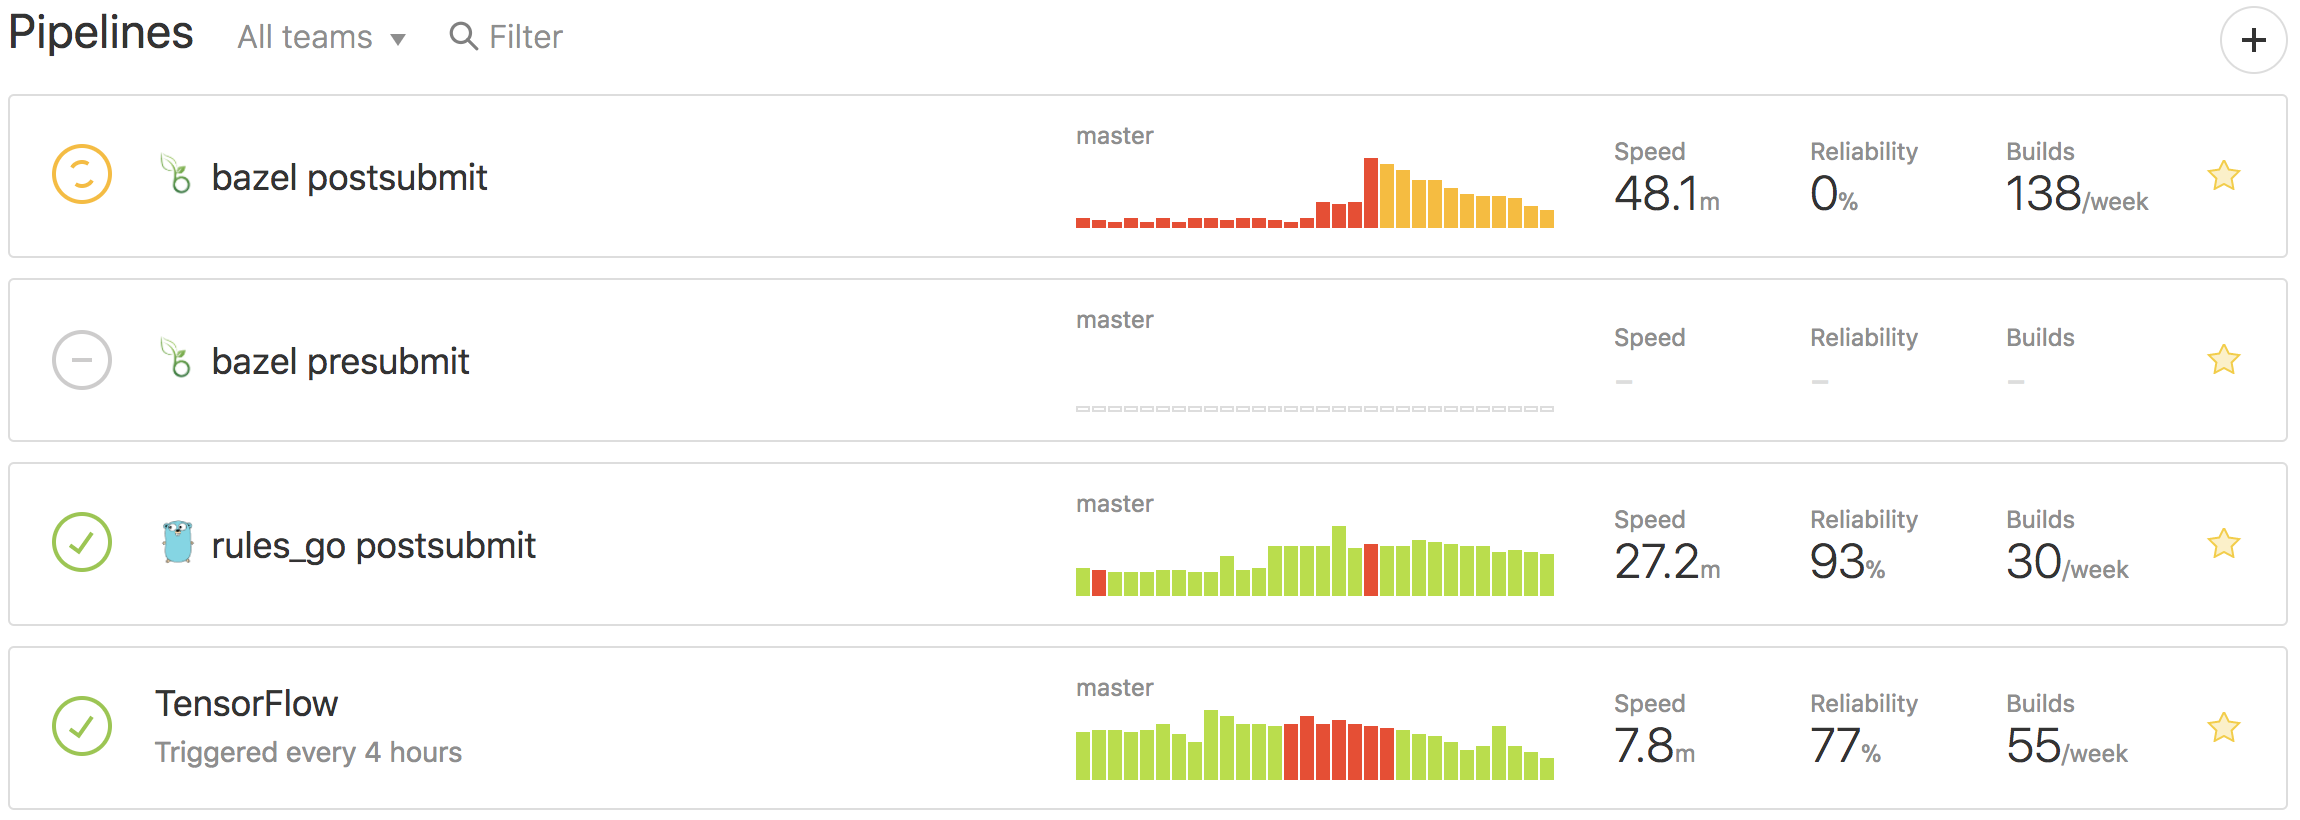 Pipelines All teams Filter
bazel postsubmit
master
Speed Reliability Builds
48.1m 0% 138/week
bazel presubmit
master
Speed Reliability Builds
– – –
rules_go postsubmit
master
Speed Reliability Builds
27.2m 93% 30/week
TensorFlow
Triggered every 4 hours
master
Speed Reliability Builds
7.8m 77% 55/week